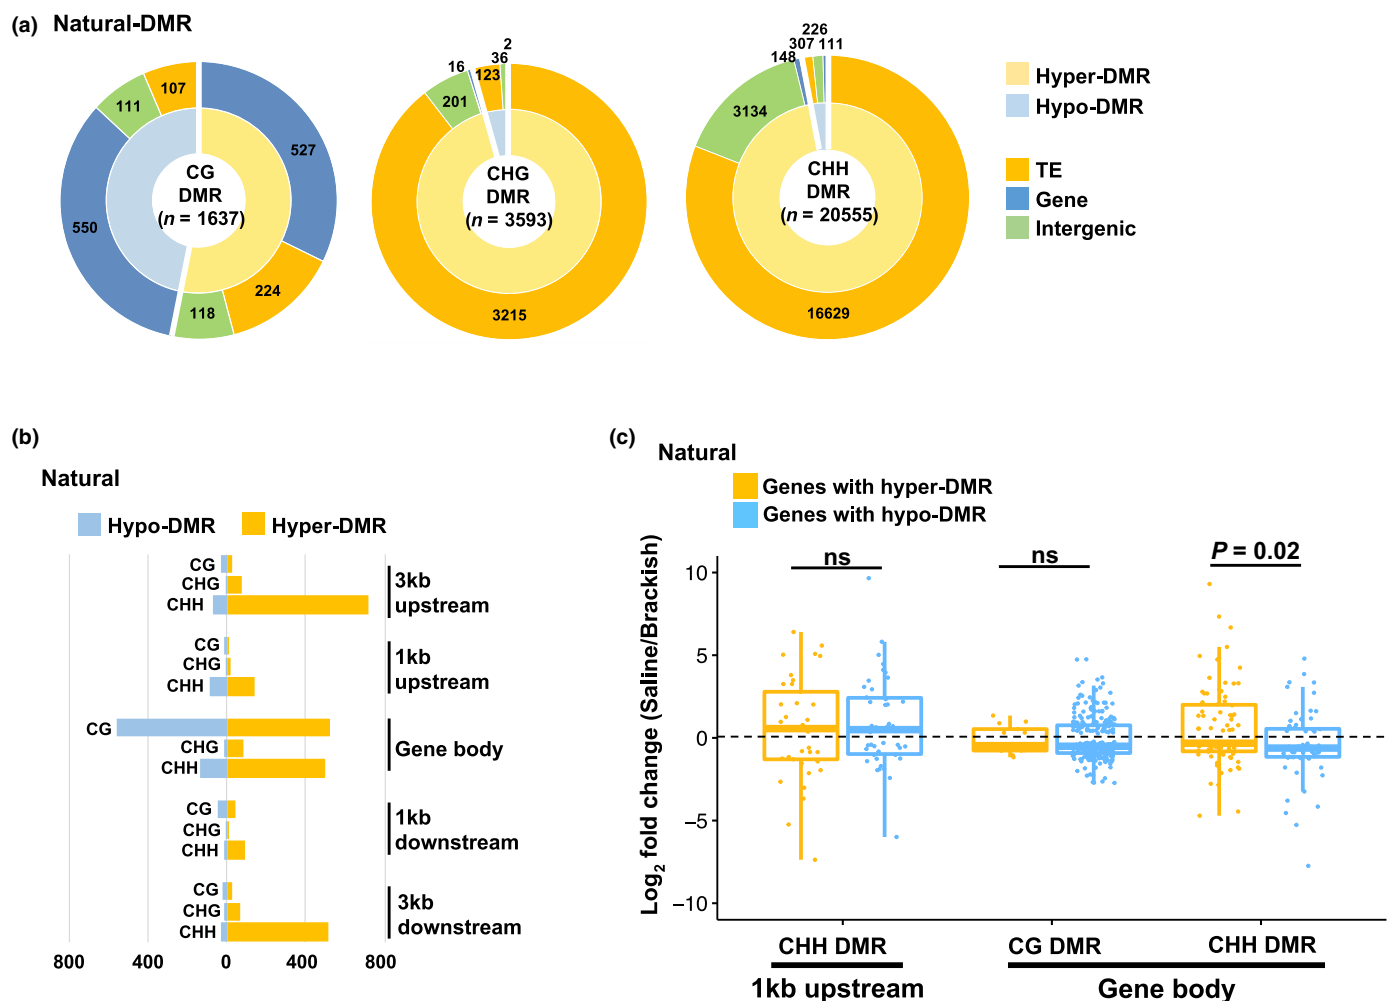 (a) Natural-DMR
107
111
527
550
224
118
CG
DMR
(n = 1637)
2
36
16
123
201
3215
CHG
DMR
(n = 3593)
226
307
111
148
3134
16629
CHH
DMR
(n = 20555)
Hyper-DMR
Hypo-DMR
TE
Gene
Intergenic
(b)
Natural
Hypo-DMR
Hyper-DMR
CG
CHG
CHH
3kb
upstream
CG
CHG
CHH
1kb
upstream
CG
CHG
CHH
Gene body
CG
CHG
CHH
1kb
downstream
CG
CHG
CHH
3kb
downstream
800 400 0 400 800
(c)
Natural
Genes with hyper-DMR
Genes with hypo-DMR
Log2 fold change (Saline/Brackish)
10
5
0
−5
−10
ns
ns
P = 0.02
CHH DMR
CG DMR
CHH DMR
1kb upstream
Gene body